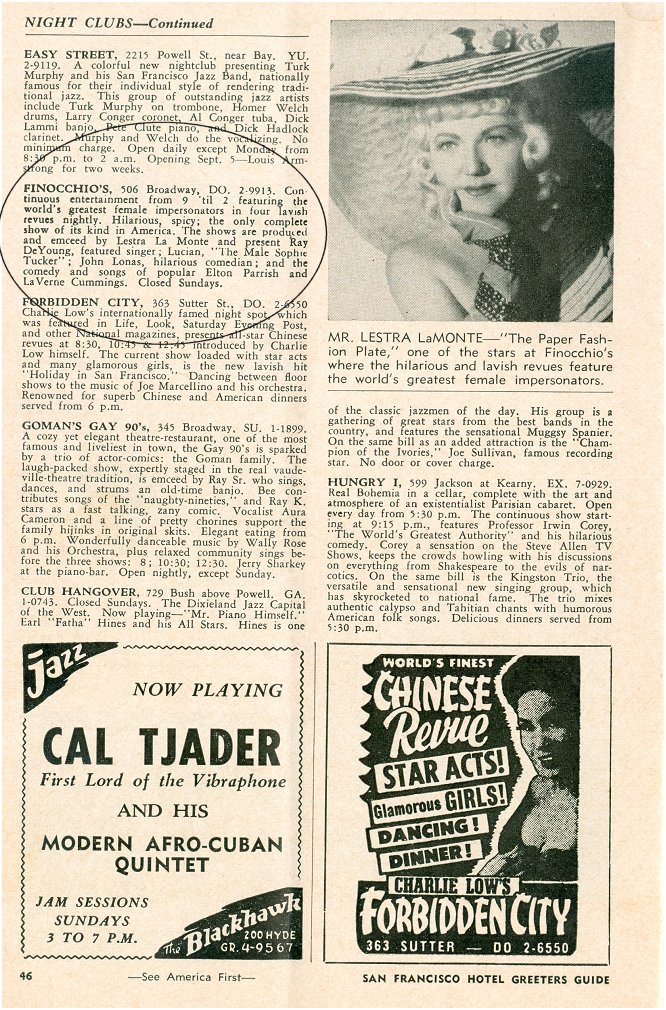 NIGHT CLUBS—Continued
EASY STREET, 2215 Powell St., near Bay. YU.
2-9119. A colorful new nightclub presenting Turk
Murphy and his San Francisco Jazz Band, nationally
famous for their individual style of rendering tradi-
tional jazz. This group of outstanding jazz artists
include Turk Murphy on trombone, Homer Welch
drums, Larry Conger coronet, Al Conger tuba, Dick
Lammi banjo, Pete Clute piano, and Dick Hadlock
clarinet. Murphy and Welch do the vocalizing. No
minimum charge. Open daily except Monday from
8:30 p.m. to 2 a.m. Opening Sept. 5—Louis Arm-
strong for two weeks.
FINOCCHIO'S, 506 Broadway, DO. 2-9913. Con-
tinuous entertainment from 9 'til 2 featuring the
world's greatest female impersonators in four lavish
revues nightly. Hilarious, spicy; the only complete
show of its kind in America. The shows are produced
and emceed by Lestra La Monte and present Ray
DeYoung, featured singer; Lucian, "The Male Sophie
Tucker"; John Lonas, hilarious comedian; and the
comedy and songs of popular Elton Parrish and
LaVerne Cummings. Closed Sundays.
FORBIDDEN CITY, 363 Sutter St., DO. 2-6550
Charlie Low's internationally famed night spot, which
was featured in Life, Look, Saturday Evening Post,
and other National magazines, presents all-star Chinese
revues at 8:30, 10:45 & 12:45 introduced by Charlie
Low himself. The current show loaded with star acts
and many glamorous girls, is the new lavish hit
"Holiday in San Francisco." Dancing between floor
shows to the music of Joe Marcellino and his orchestra.
Renowned for superb Chinese and American dinners
served from 6 p.m.
GOMAN'S GAY 90's, 345 Broadway, SU. 1-1899.
A cozy yet elegant theatre-restaurant, one of the most
famous and liveliest in town, the Gay 90's is sparked
by a trio of actor-comics: the Goman family. The
laugh-packed show, expertly staged in the real vaude-
ville-theatre tradition, is emceed by Ray Sr. who sings,
dances, and strums an old-time banjo. Bee con-
tributes songs of the "naughty-nineties," and Ray K.
stars as a fast talking, zany comic. Vocalist Aura
Cameron and a line of pretty chorines support the
family hijinks in original skits. Elegant eating from
6 p.m. Wonderfully danceable music by Wally Rose
and his Orchestra, plus relaxed community sings be-
fore the three shows: 8; 10:30; 12:30. Jerry Sharkey
at the piano-bar. Open nightly, except Sunday.
CLUB HANGOVER, 729 Bush above Powell. GA.
1-0743. Closed Sundays. The Dixieland Jazz Capital
of the West. Now playing—"Mr. Piano Himself."
Earl "Fatha" Hines and his All Stars. Hines is one
MR. LESTRA LaMONTE—"The Paper Fash-
ion Plate," one of the stars at Finocchio's
where the hilarious and lavish revues feature
the world's greatest female impersonators.
of the classic jazzmen of the day. His group is a
gathering of great stars from the best bands in the
country, and features the sensational Muggsy Spanier.
On the same bill as an added attraction is the "Cham-
pion of the Ivories," Joe Sullivan, famous recording
star. No door or cover charge.
HUNGRY I, 599 Jackson at Kearny. EX. 7-0929.
Real Bohemia in a cellar, complete with the art and
atmosphere of an existentialist Parisian cabaret. Open
every day from 5:30 p.m. The continuous show start-
ing at 9:15 p.m., features Professor Irwin Corey,
"The World's Greatest Authority" and his hilarious
comedy. Corey a sensation on the Steve Allen TV
Shows, keeps the crowds howling with his discussions
on everything from Shakespeare to the evils of nar-
cotics. On the same bill is the Kingston Trio, the
versatile and sensational new singing group, which
has skyrocketed to national fame. The trio mixes
authentic calypso and Tahitian chants with humorous
American folk songs. Delicious dinners served from
5:30 p.m.
Jazz
NOW PLAYING
CAL TJADER
First Lord of the Vibraphone
AND HIS
MODERN AFRO-CUBAN
QUINTET
JAM SESSIONS
SUNDAYS
3 TO 7 P.M.
The Blackhawk
200 HYDE
GR. 4-9567
WORLD'S FINEST
CHINESE
Revue
STAR ACTS!
Glamorous GIRLS!
DANCING!
DINNER!
CHARLIE LOW'S
FORBIDDEN CITY
363 SUTTER — DO 2-6550
46
—See America First—
SAN FRANCISCO HOTEL GREETERS GUIDE